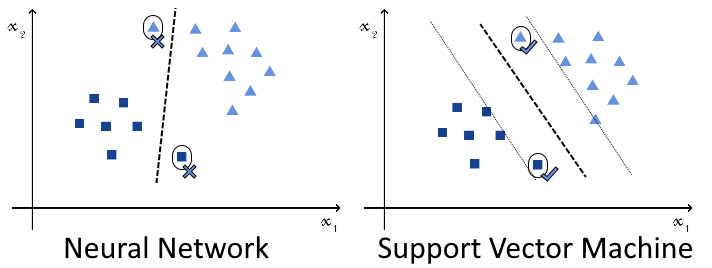 x2
x2
x1
x1
Neural Network
Support Vector Machine